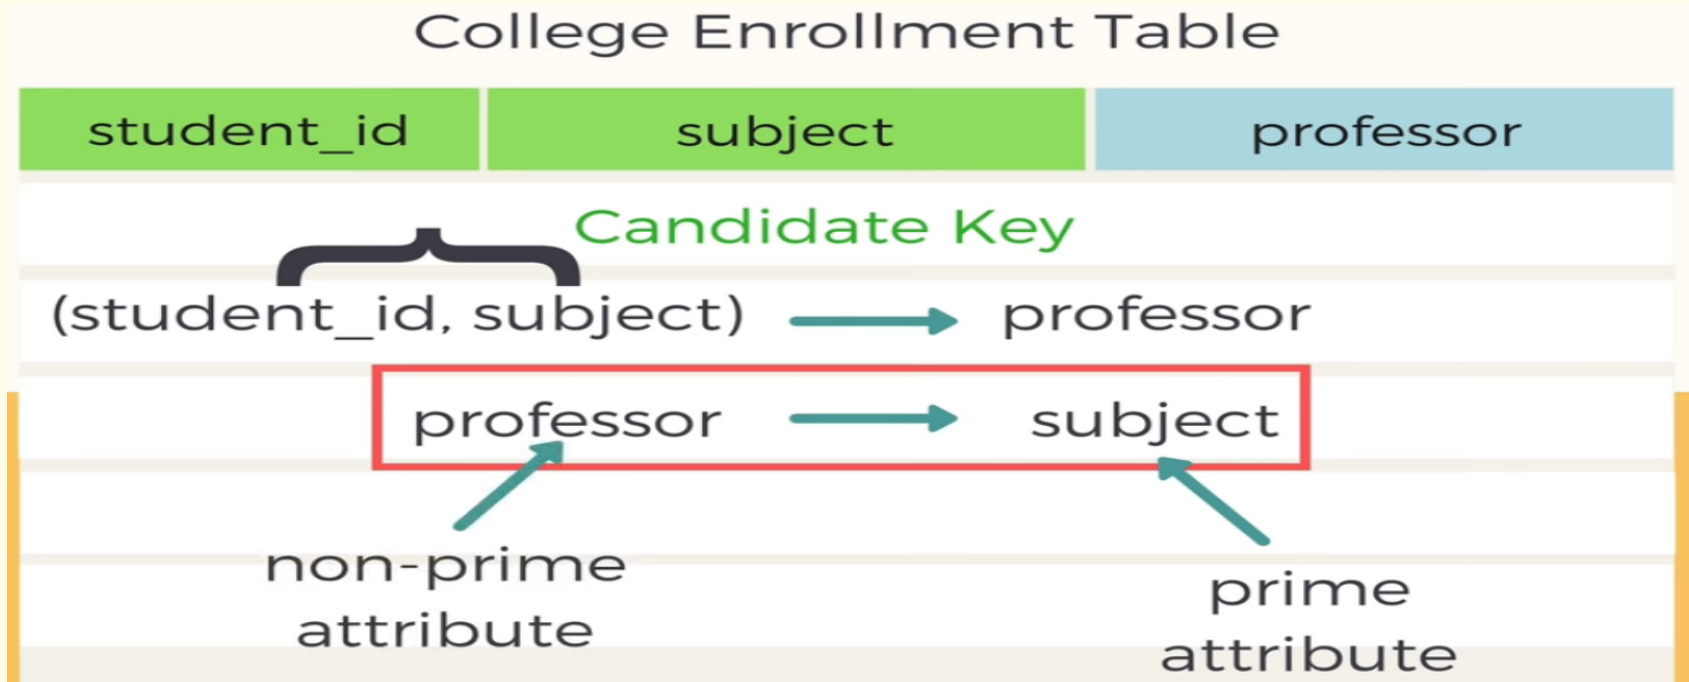 College Enrollment Table
student_id subject professor
Candidate Key
(student_id, subject) professor
professor subject
non-prime
attribute
prime
attribute